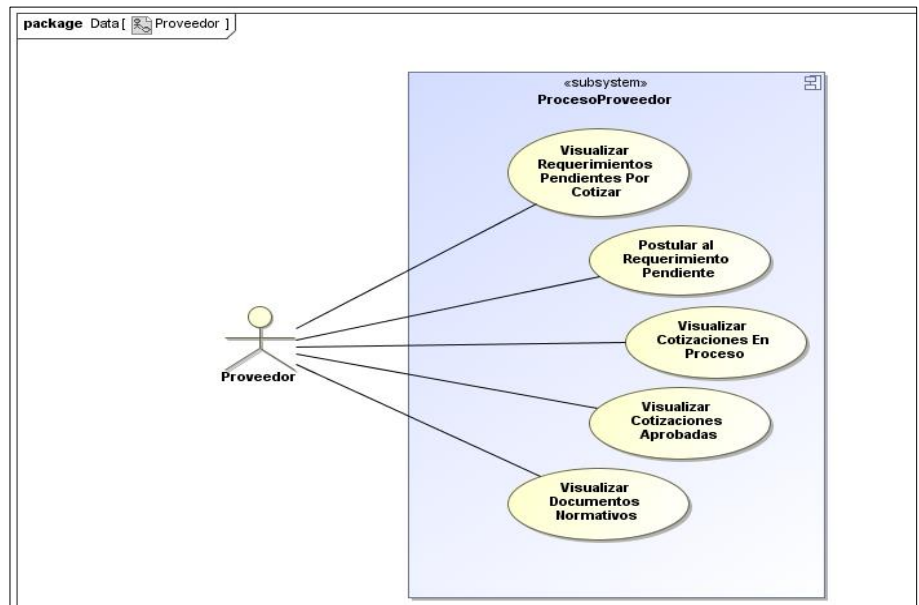 package Data [ Proveedor ]
«subsystem»
ProcesoProveedor
Visualizar
Requerimientos
Pendientes Por
Cotizar
Postular al
Requerimiento
Pendiente
Visualizar
Cotizaciones En
Proceso
Proveedor
Visualizar
Cotizaciones
Aprobadas
Visualizar
Documentos
Normativos